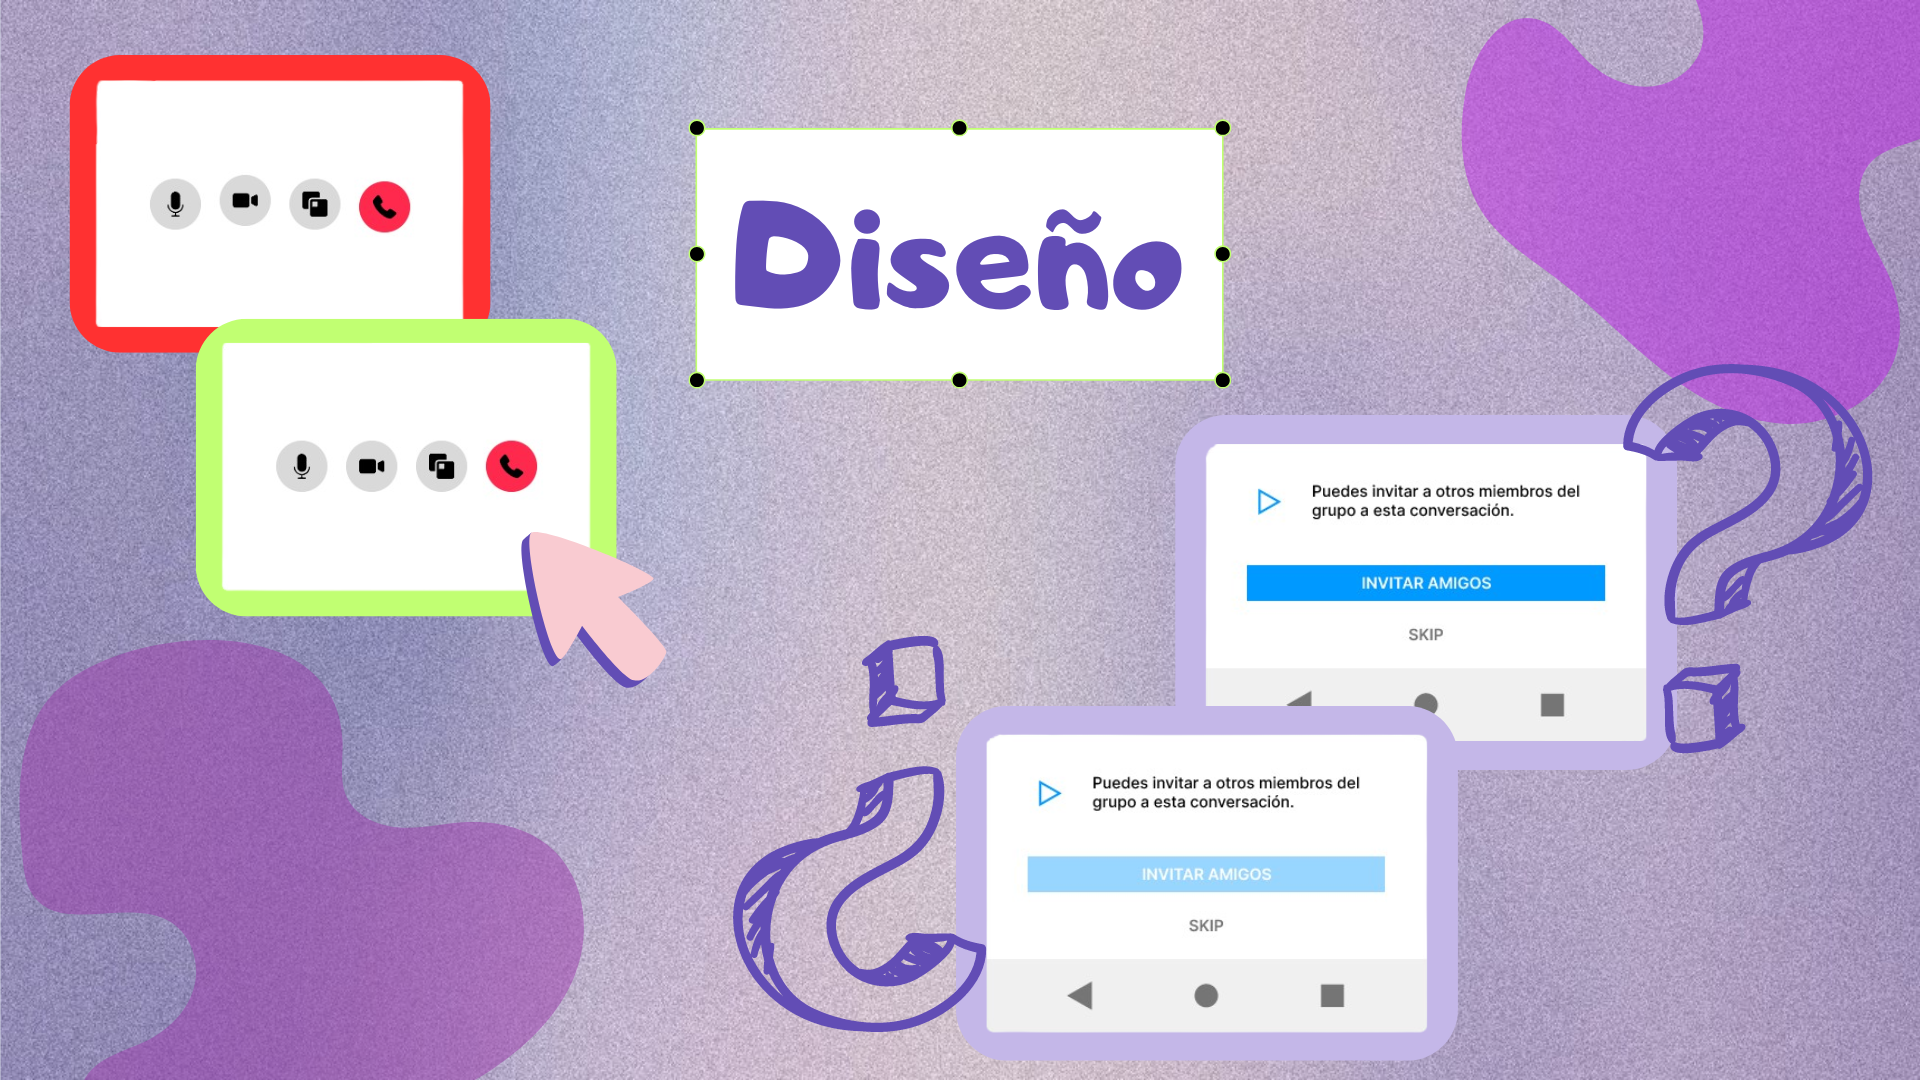 Diseño
Puedes invitar a otros miembros del
grupo a esta conversación.
INVITAR AMIGOS
SKIP
Puedes invitar a otros miembros del
grupo a esta conversación.
INVITAR AMIGOS
SKIP
¿
?